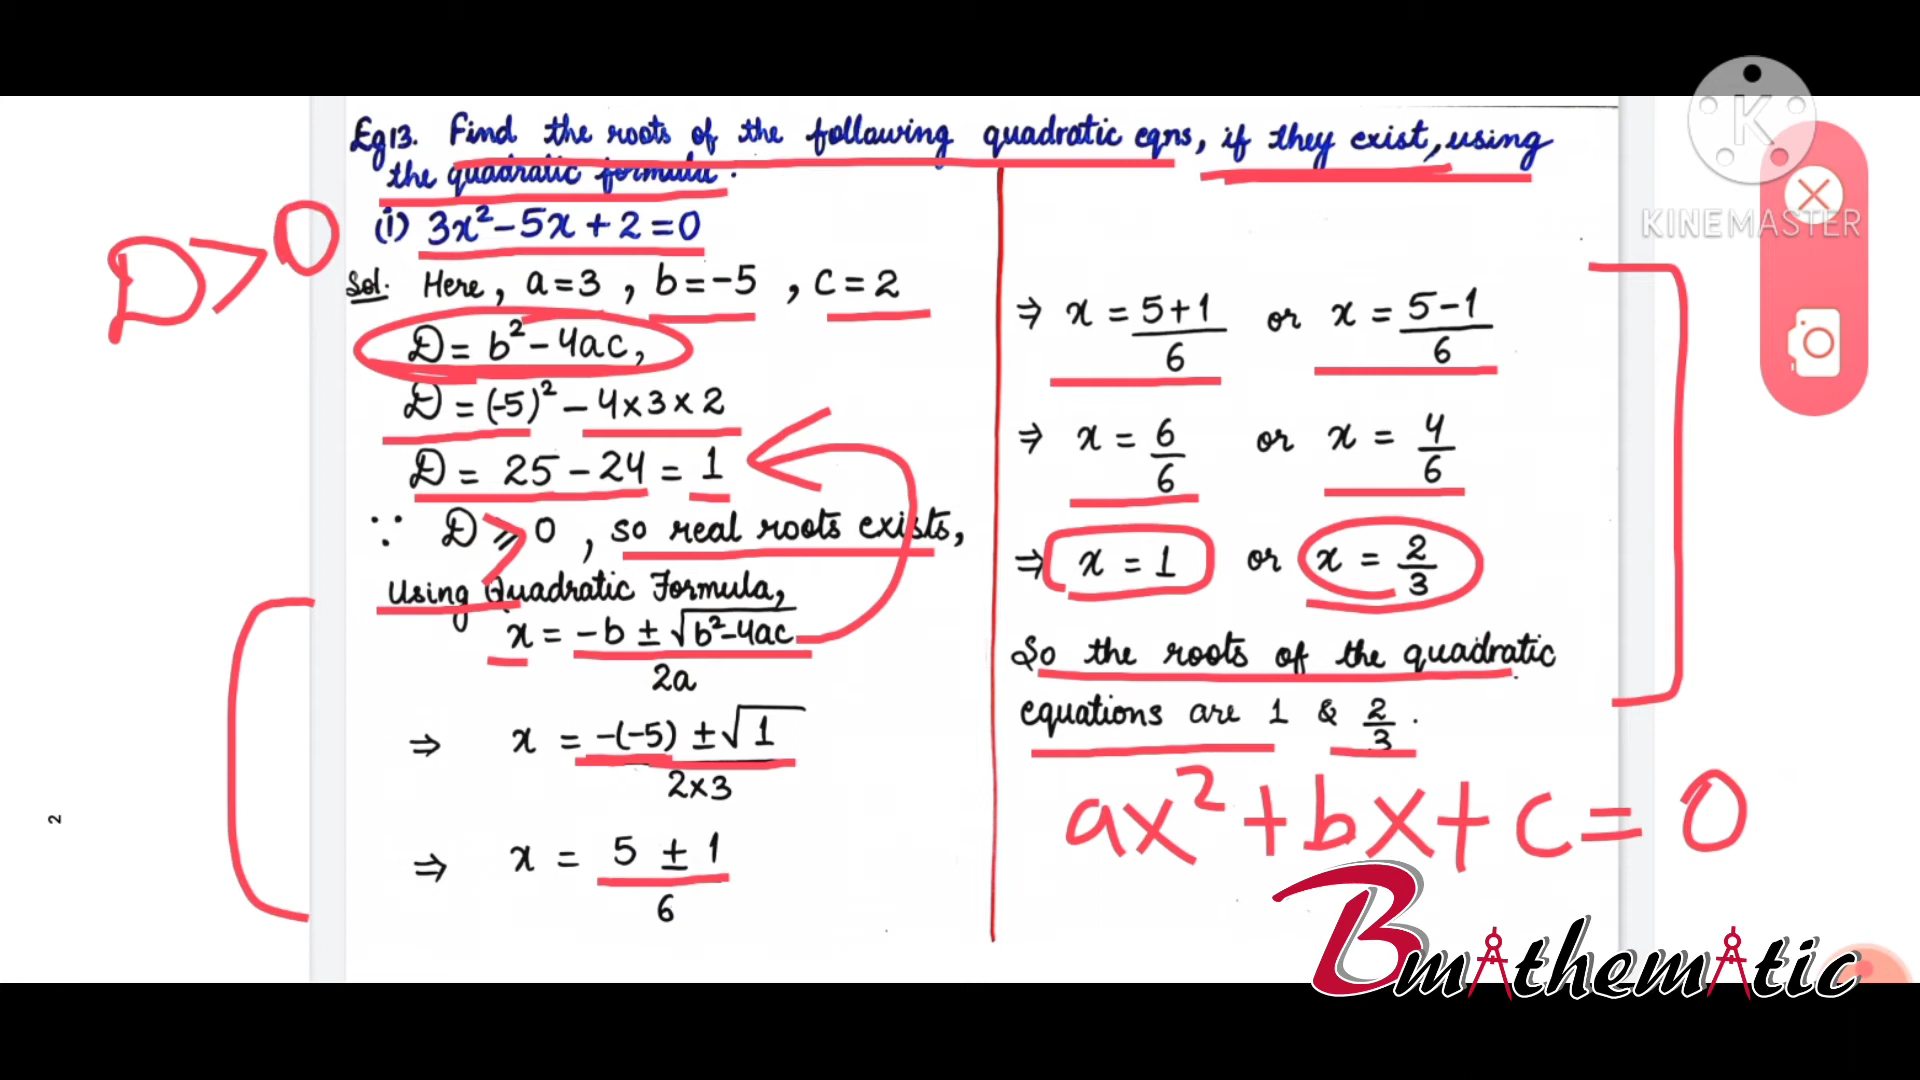 Eg13. Find the roots of the following quadratic eqns, if they exist, using
the quadratic formula.
(i) 3x² - 5x + 2 = 0
Sol. Here, a = 3, b = -5, c = 2
D = b² - 4ac,
D = (-5)² - 4×3×2
D = 25 - 24 = 1
∵ D ≥ 0, so real roots exists,
Using Quadratic Formula,
x = -b ± √b²-4ac
2a
⇒ x = -(-5) ± √1
2×3
⇒ x = 5 ± 1
6
D > 0
>
2
⇒ x = 5+1 or x = 5-1
6 6
⇒ x = 6 or x = 4
6 6
⇒ x = 1 or x = 2
3
So the roots of the quadratic
equations are 1 & 2/3.
ax² + bx + c = 0
K
KINEMASTER
Bmathematic